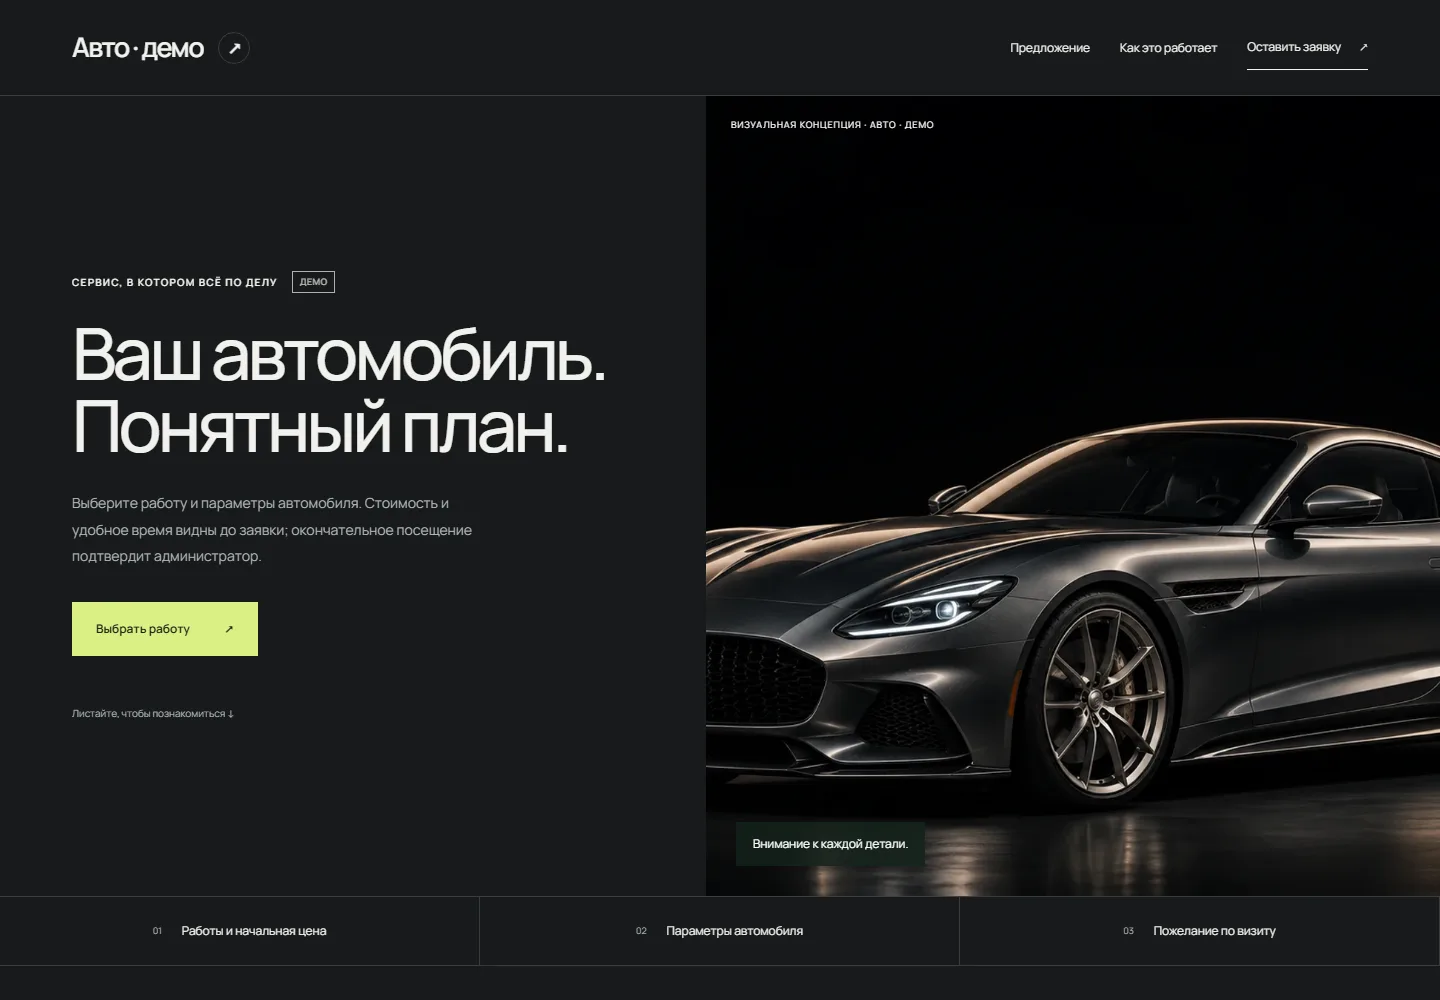 Авто · демо ↗
Предложение
Как это работает
Оставить заявку ↗
ВИЗУАЛЬНАЯ КОНЦЕПЦИЯ · АВТО · ДЕМО
СЕРВИС, В КОТОРОМ ВСЁ ПО ДЕЛУ
ДЕМО
Ваш автомобиль.
Понятный план.
Выберите работу и параметры автомобиля. Стоимость и
удобное время видны до заявки; окончательное посещение
подтвердит администратор.
Выбрать работу ↗
Листайте, чтобы познакомиться ↓
Внимание к каждой детали.
01 Работы и начальная цена
02 Параметры автомобиля
03 Пожелание по визиту